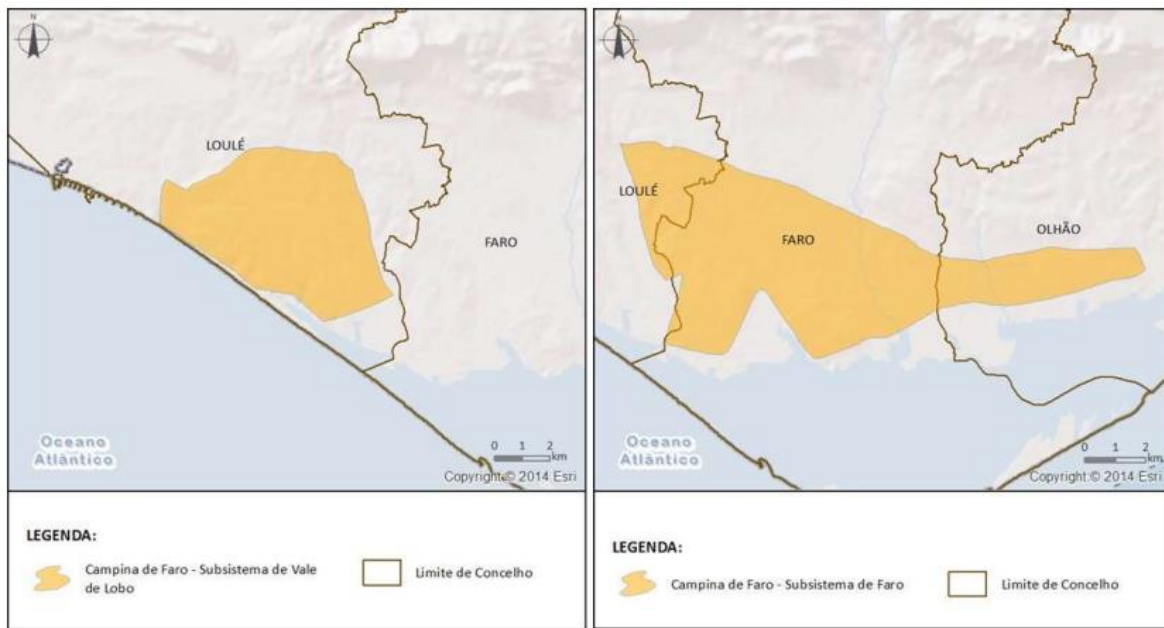 N
LOULÉ
FARO
Oceano
Atlântico
0 1 2
km
Copyright:© 2014 Esri
LEGENDA:
Campina de Faro - Subsistema de Vale
de Lobo
Limite de Concelho
N
LOULÉ
FARO
OLHÃO
Oceano
Atlântico
0 1 2
km
Copyright:© 2014 Esri
LEGENDA:
Campina de Faro - Subsistema de Faro
Limite de Concelho